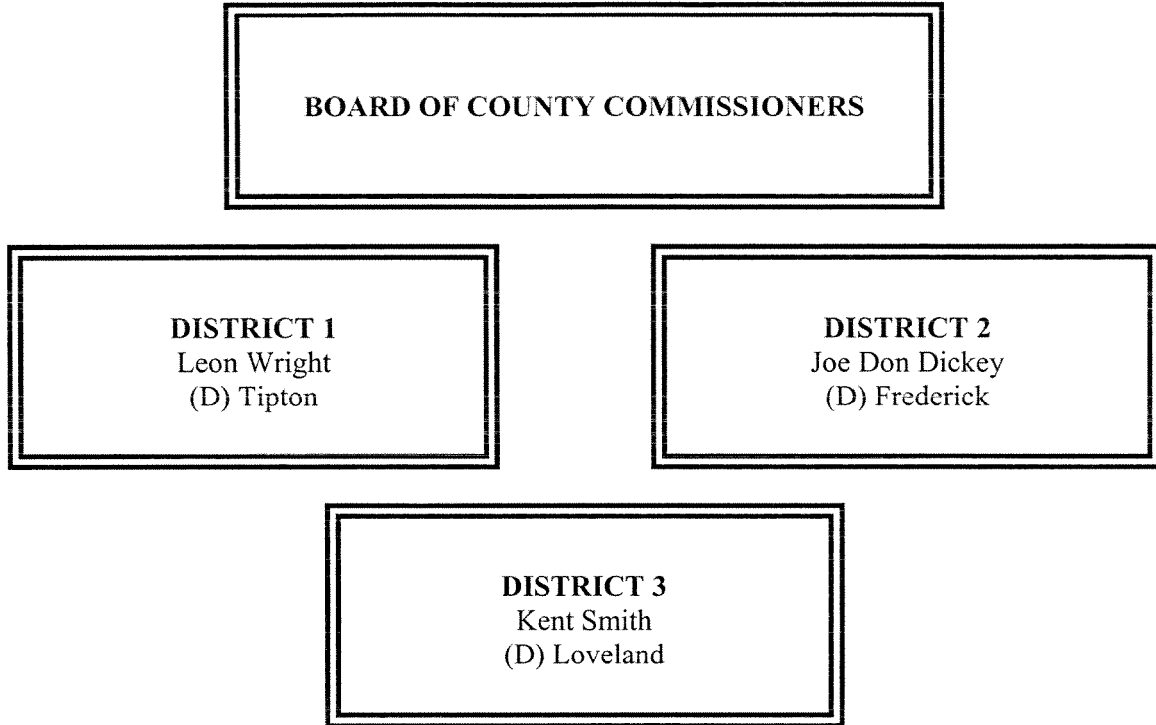 BOARD OF COUNTY COMMISSIONERS
DISTRICT 1
Leon Wright
(D) Tipton
DISTRICT 2
Joe Don Dickey
(D) Frederick
DISTRICT 3
Kent Smith
(D) Loveland